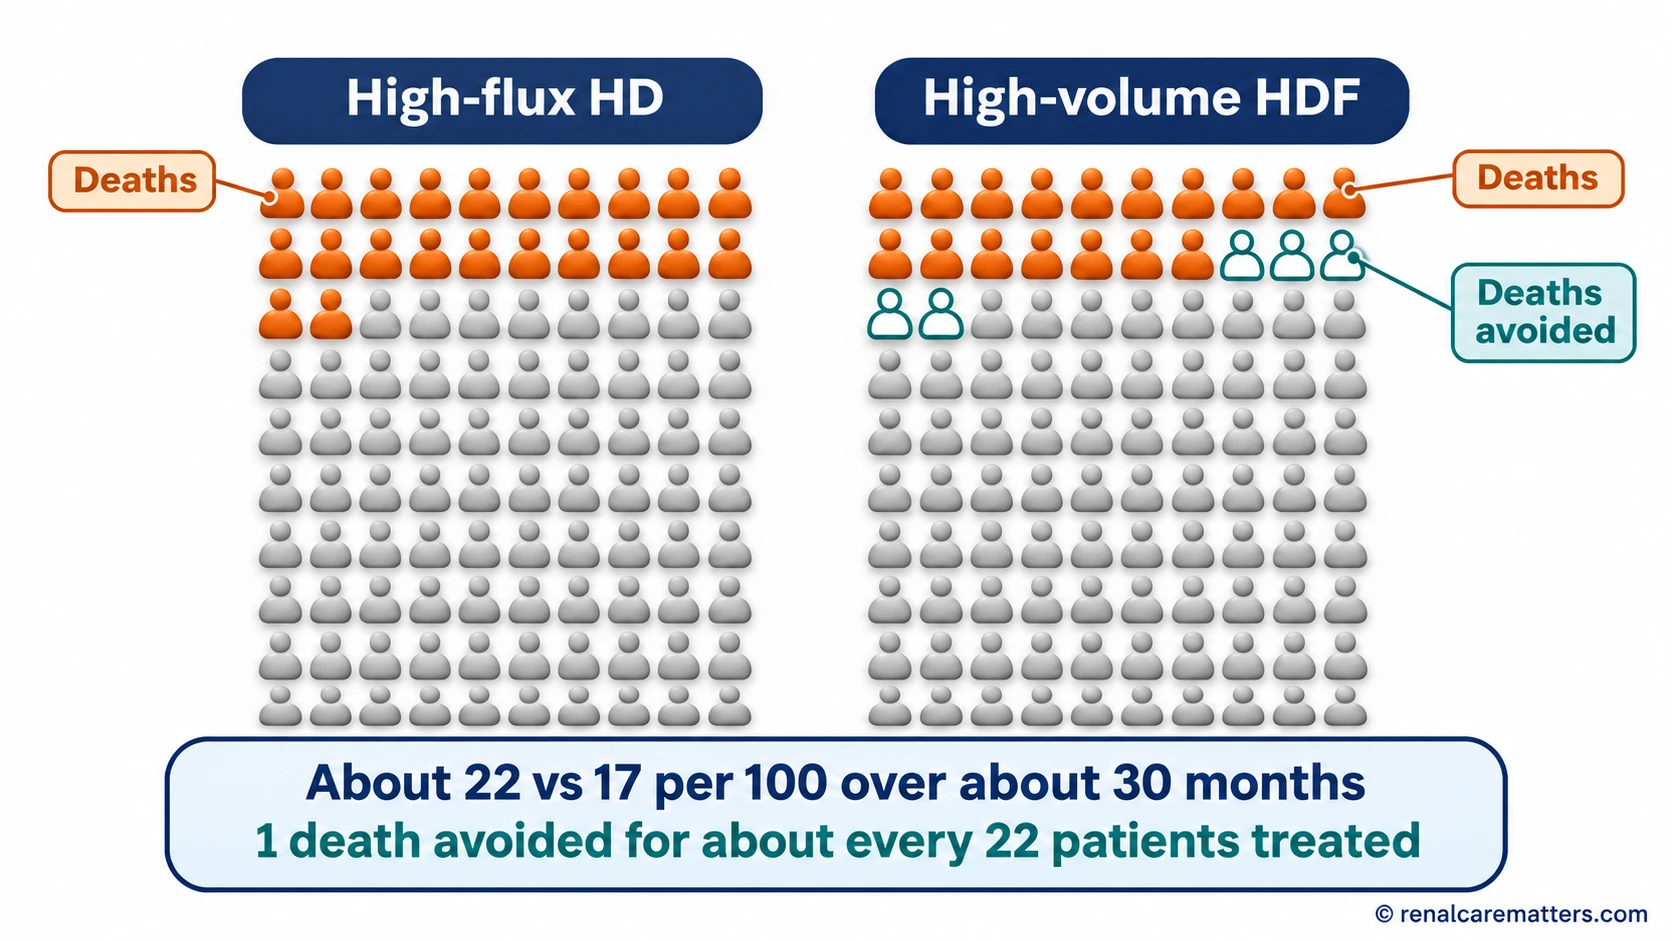 High-flux HD
High-volume HDF
Deaths
Deaths
Deaths
avoided
About 22 vs 17 per 100 over about 30 months
1 death avoided for about every 22 patients treated
© renalcarematters.com